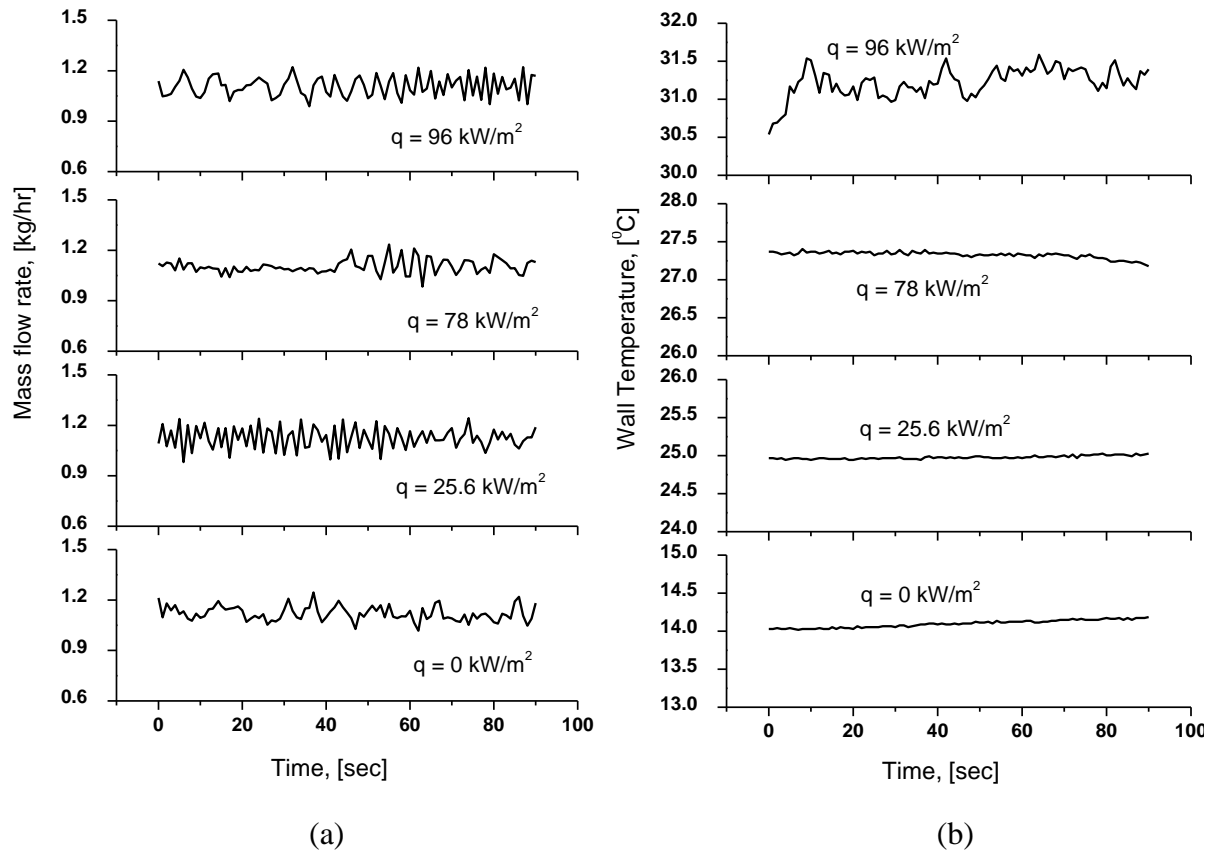 Mass flow rate, [kg/hr]
1.5
1.2
0.9
0.6
q = 96 kW/m²
1.5
1.2
0.9
0.6
q = 78 kW/m²
1.5
1.2
0.9
0.6
q = 25.6 kW/m²
1.5
1.2
0.9
0.6
q = 0 kW/m²
0 20 40 60 80 100
Time, [sec]
(a)
Wall Temperature, [⁰C]
32.0
31.5
31.0
30.5
30.0
q = 96 kW/m²
28.0
27.5
27.0
26.5
26.0
q = 78 kW/m²
26.0
25.5
25.0
24.5
24.0
q = 25.6 kW/m²
15.0
14.5
14.0
13.5
13.0
q = 0 kW/m²
0 20 40 60 80 100
Time, [sec]
(b)